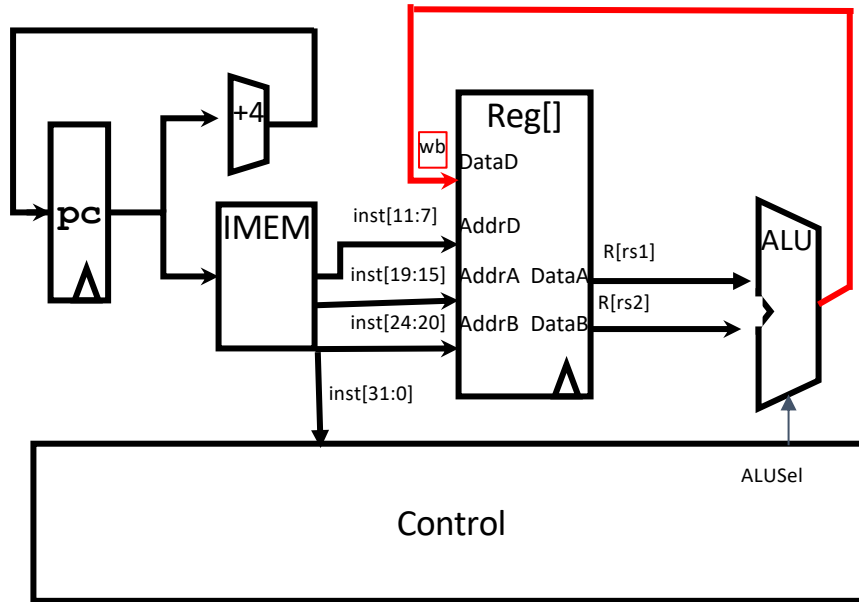 +4
pc
IMEM
inst[11:7]
inst[19:15]
inst[24:20]
inst[31:0]
Reg[]
wb
DataD
AddrD
AddrA DataA
AddrB DataB
R[rs1]
R[rs2]
ALU
ALUSel
Control